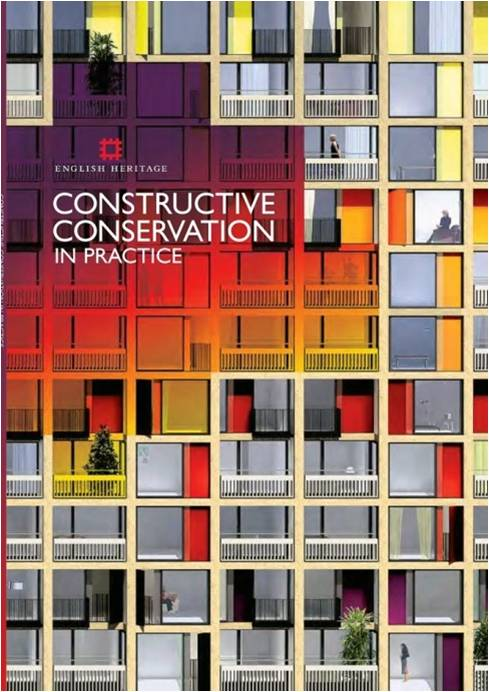 ENGLISH HERITAGE
CONSTRUCTIVE
CONSERVATION
IN PRACTICE